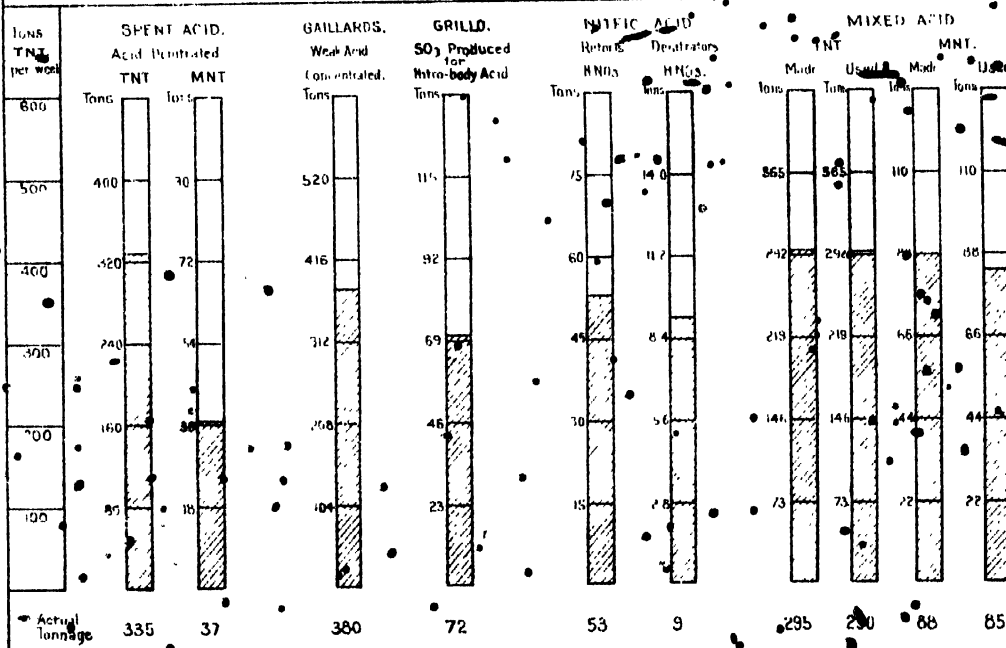 TONS SPENT ACID. GAILLARDS. GRILLO. NITRIC ACID MIXED ACID
TNT Acid Denitrated Weak Acid SO3 Produced Retorts Denitrators TNT MNT.
per week TNT MNT Concentrated. for HNO3 HNO3. Made Used Made Used
Nitro-body Acid
Tons Tons Tons Tons Tons Tons Tons Tons Tons Tons
600
500 400 90 520 115 75 14.0 365 365 110 110
400 320 72 416 92 60 11.2 292 292 88 88
300 240 54 312 69 45 8.4 219 219 66 66
200 160 36 208 46 30 5.6 146 146 44 44
100 80 18 104 23 15 2.8 73 73 22 22
Actual
Tonnage 335 37 380 72 53 9 295 290 88 85